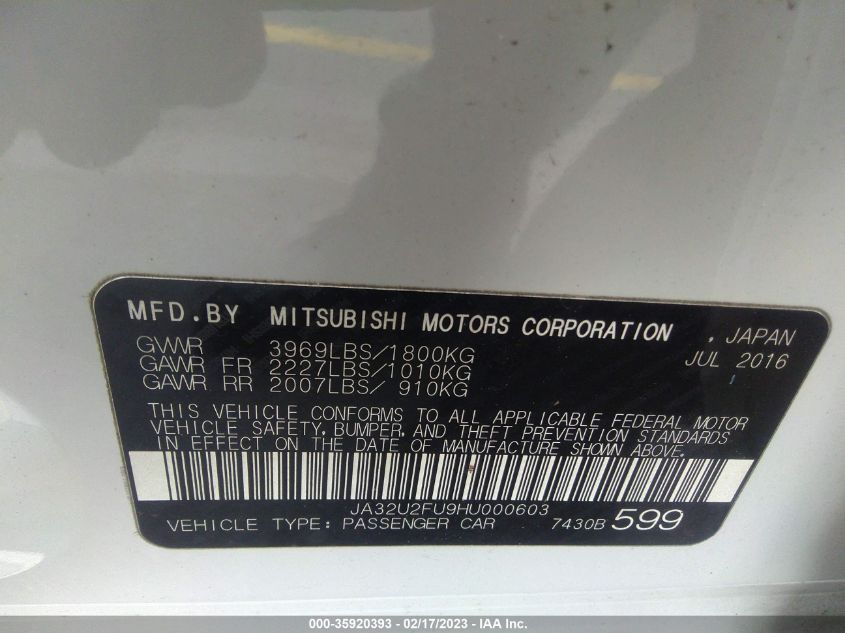 MFD.BY MITSUBISHI MOTORS CORPORATION , JAPAN
GVWR 3969LBS/1800KG JUL 2016
GAWR FR 2227LBS/1010KG
GAWR RR 2007LBS/ 910KG
THIS VEHICLE CONFORMS TO ALL APPLICABLE FEDERAL MOTOR
VEHICLE SAFETY, BUMPER, AND THEFT PREVENTION STANDARDS
IN EFFECT ON THE DATE OF MANUFACTURE SHOWN ABOVE.
JA32U2FU9HU000603
VEHICLE TYPE: PASSENGER CAR 7430B 599
000-35920393 - 02/17/2023 - IAA Inc.